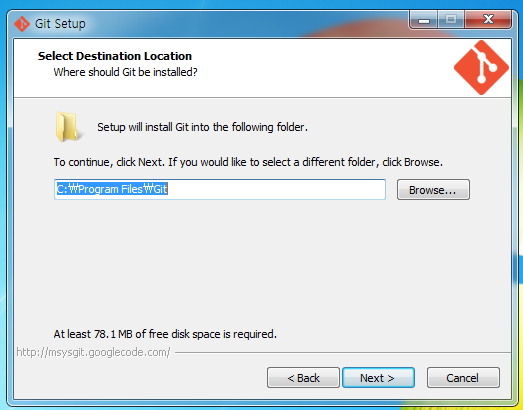 Git Setup
Select Destination Location
Where should Git be installed?
Setup will install Git into the following folder.
To continue, click Next. If you would like to select a different folder, click Browse.
C:₩Program Files₩Git
Browse...
At least 78.1 MB of free disk space is required.
http://msysgit.googlecode.com/
< Back
Next >
Cancel